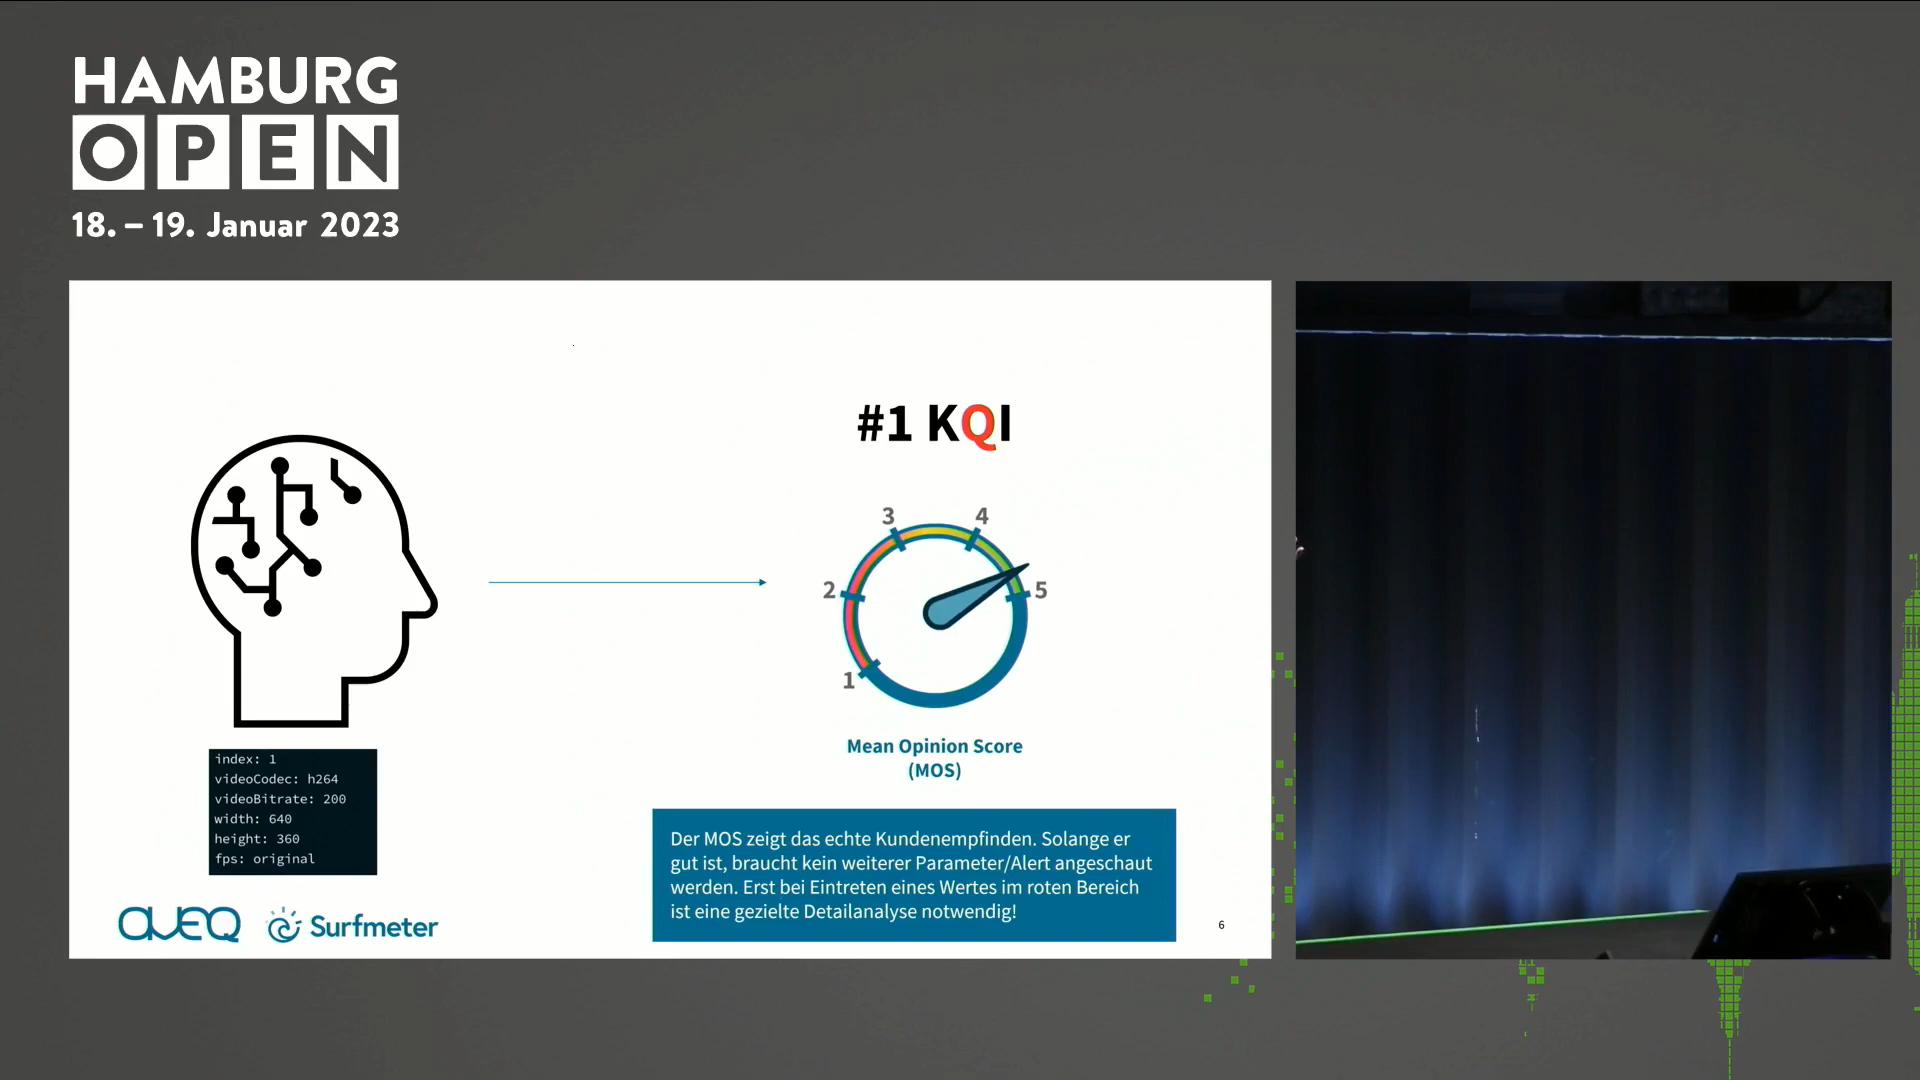 HAMBURG
OPEN
18. – 19. Januar 2023
#1 KQI
3
4
2
5
1
Mean Opinion Score
(MOS)
index: 1
videoCodec: h264
videoBitrate: 200
width: 640
height: 360
fps: original
Der MOS zeigt das echte Kundenempfinden. Solange er
gut ist, braucht kein weiterer Parameter/Alert angeschaut
werden. Erst bei Eintreten eines Wertes im roten Bereich
ist eine gezielte Detailanalyse notwendig!
AVEQ
Surfmeter
6